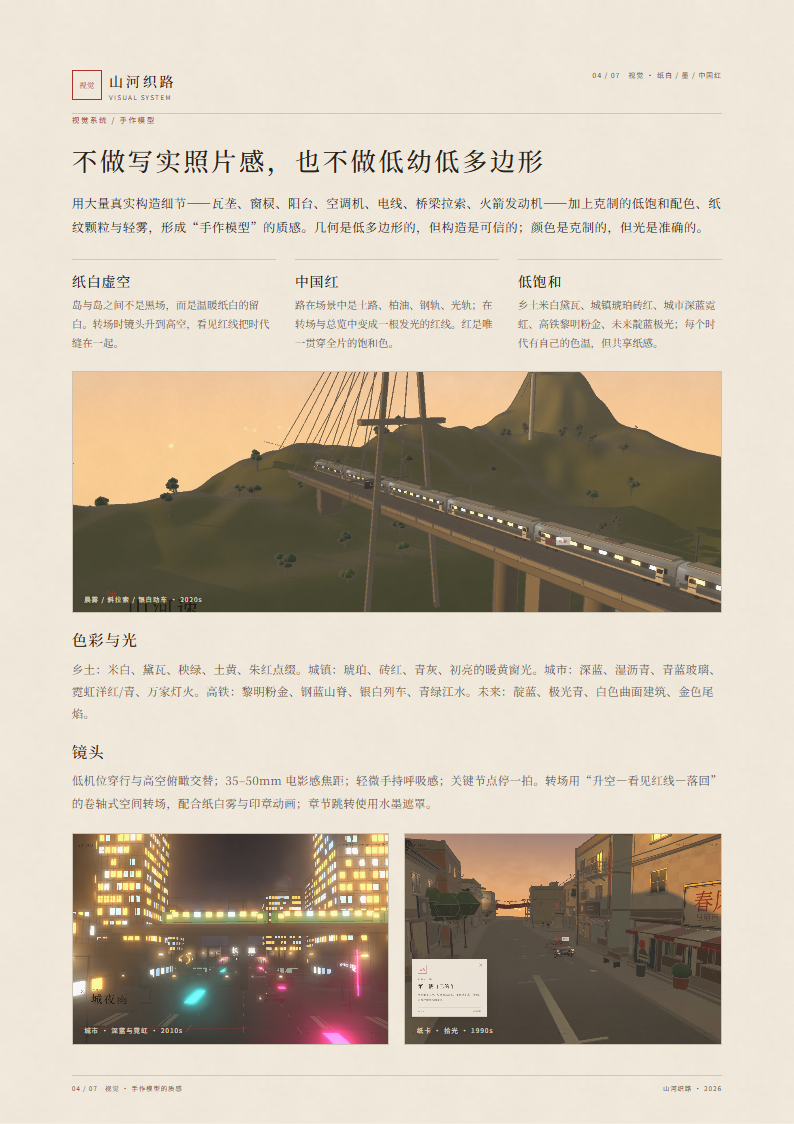 视觉
山河织路
VISUAL SYSTEM
04 / 07 视觉 · 纸白 / 墨 / 中国红
视觉系统 / 手作模型
不做写实照片感，也不做低幼低多边形
用大量真实构造细节——瓦垄、窗棂、阳台、空调机、电线、桥梁拉索、火箭发动机——加上克制的低饱和配色、纸
纹颗粒与轻雾，形成“手作模型”的质感。几何是低多边形的，但构造是可信的；颜色是克制的，但光是准确的。
纸白虚空
岛与岛之间不是黑场，而是温暖纸白的留
白。转场时镜头升到高空，看见红线把时代
缝在一起。
中国红
路在场景中是土路、柏油、钢轨、光轨；在
转场与总览中变成一根发光的红线。红是唯
一贯穿全片的饱和色。
低饱和
乡土米白黛瓦、城镇琥珀砖红、城市深蓝霓
虹、高铁黎明粉金、未来靛蓝极光；每个时
代有自己的色温，但共享纸感。
晨雾 / 斜拉索 / 银白动车 · 2020s
色彩与光
乡土：米白、黛瓦、秧绿、土黄、朱红点缀。城镇：琥珀、砖红、青灰、初亮的暖黄窗光。城市：深蓝、湿沥青、青蓝玻璃、
霓虹洋红/青、万家灯火。高铁：黎明粉金、钢蓝山脊、银白列车、青绿江水。未来：靛蓝、极光青、白色曲面建筑、金色尾
焰。
镜头
低机位穿行与高空俯瞰交替；35–50mm 电影感焦距；轻微手持呼吸感；关键节点停一拍。转场用“升空—看见红线—落回”
的卷轴式空间转场，配合纸白雾与印章动画；章节跳转使用水墨遮罩。
城夜雨
城市 · 深蓝与霓虹 · 2010s
春风
纸卡 · 拾光 · 1990s
04 / 07 视觉 · 手作模型的质感
山河织路 · 2026